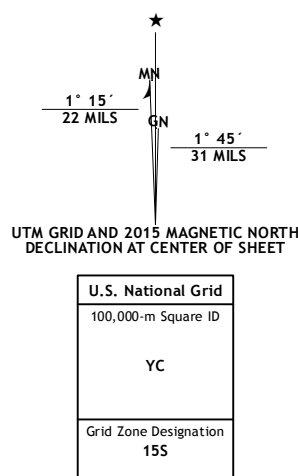 ★
MN
1° 15´
22 MILS
GN
1° 45´
31 MILS
UTM GRID AND 2015 MAGNETIC NORTH
DECLINATION AT CENTER OF SHEET
U.S. National Grid
100,000-m Square ID
YC
Grid Zone Designation
15S